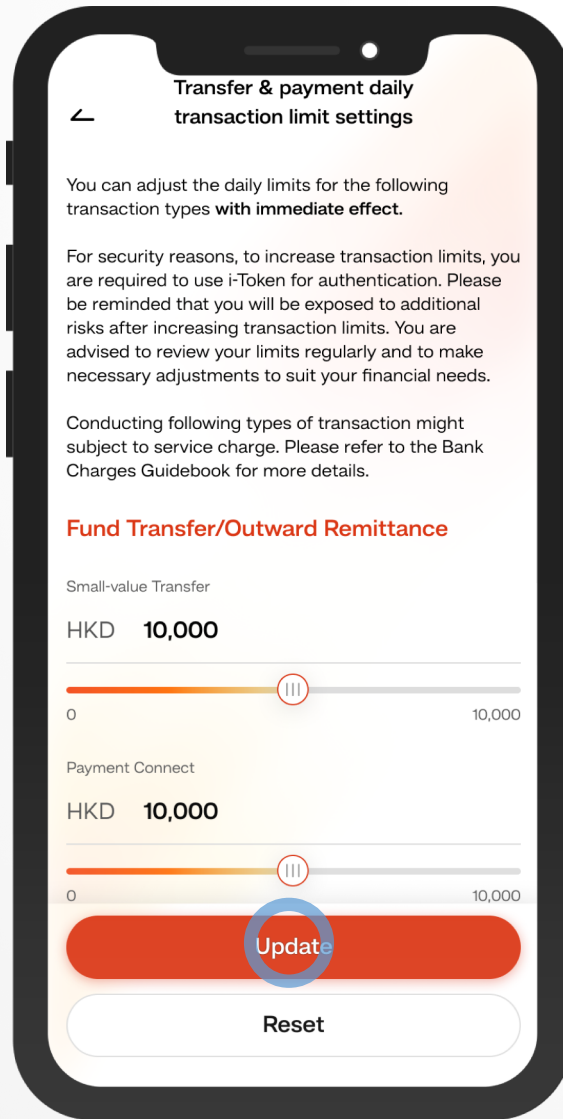 Transfer & payment daily
transaction limit settings
You can adjust the daily limits for the following
transaction types with immediate effect.
For security reasons, to increase transaction limits, you
are required to use i-Token for authentication. Please
be reminded that you will be exposed to additional
risks after increasing transaction limits. You are
advised to review your limits regularly and to make
necessary adjustments to suit your financial needs.
Conducting following types of transaction might
subject to service charge. Please refer to the Bank
Charges Guidebook for more details.
Fund Transfer/Outward Remittance
Small-value Transfer
HKD 10,000
0 10,000
Payment Connect
HKD 10,000
0 10,000
Update
Reset